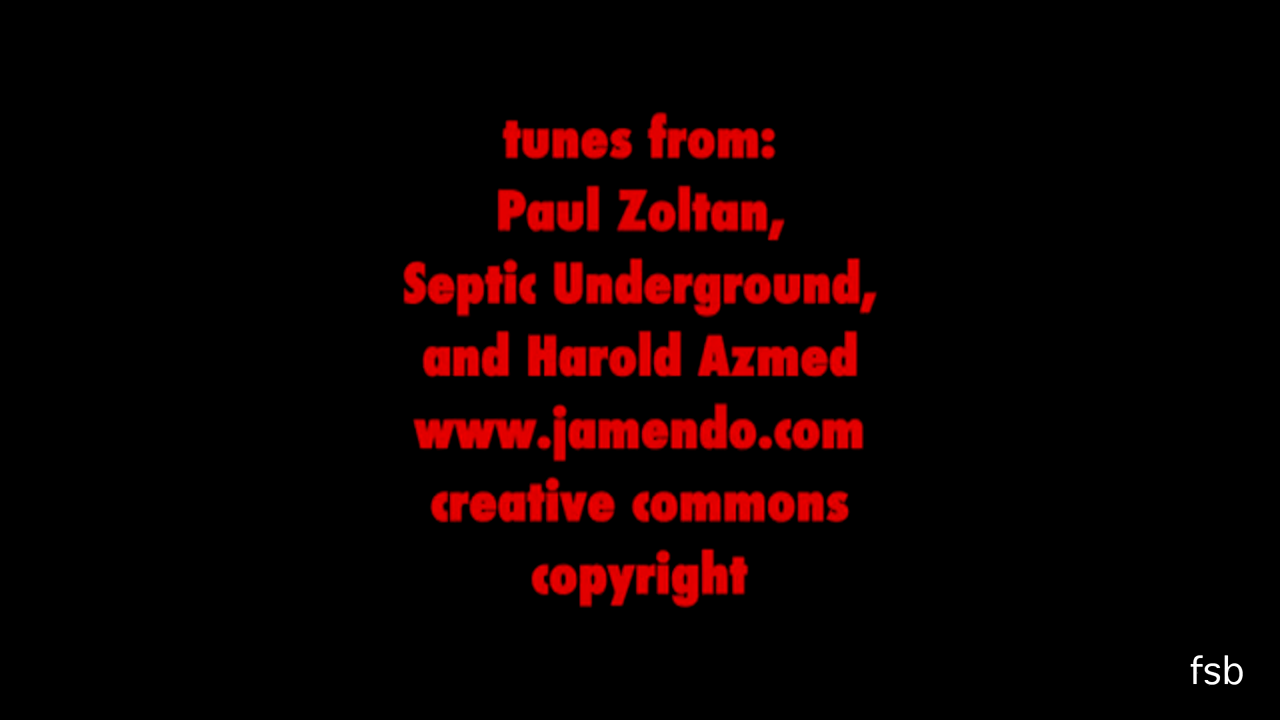 tunes from:
Paul Zoltan,
Septic Underground,
and Harold Azmed
www.jamendo.com
creative commons
copyright
fsb